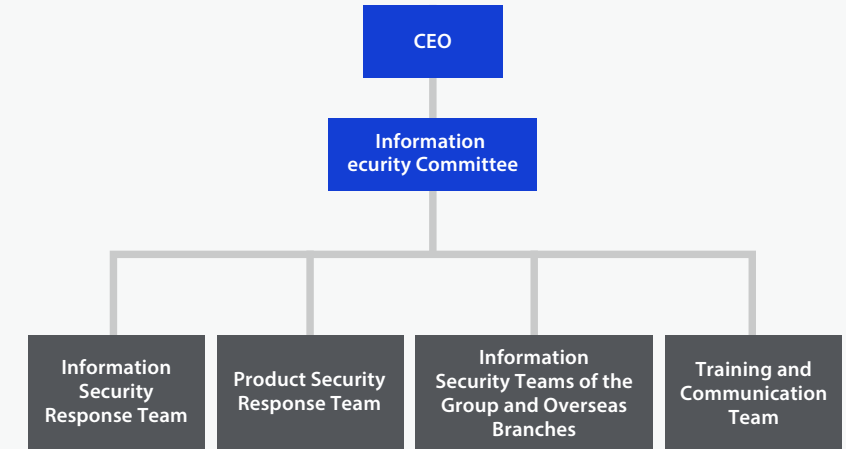 CEO
Information
ecurity Committee
Information
Security
Response Team
Product Security
Response Team
Information
Security Teams of the
Group and Overseas
Branches
Training and
Communication
Team